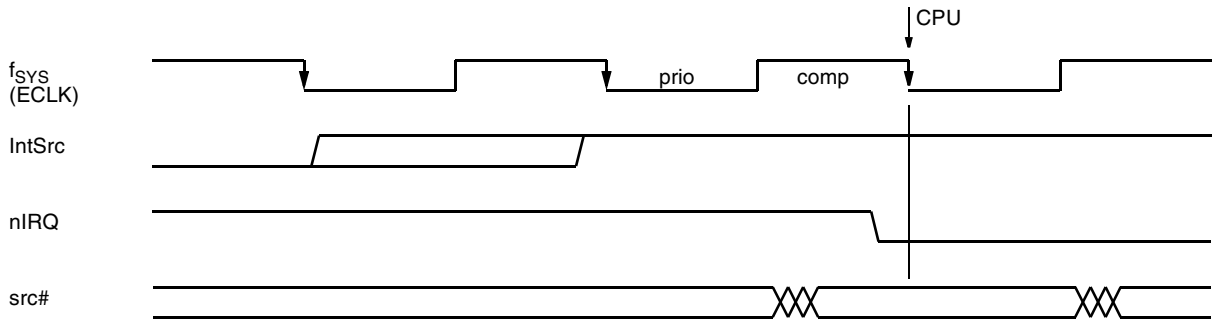 CPU
fSYS
(ECLK)
prio
comp
IntSrc
nIRQ
src#